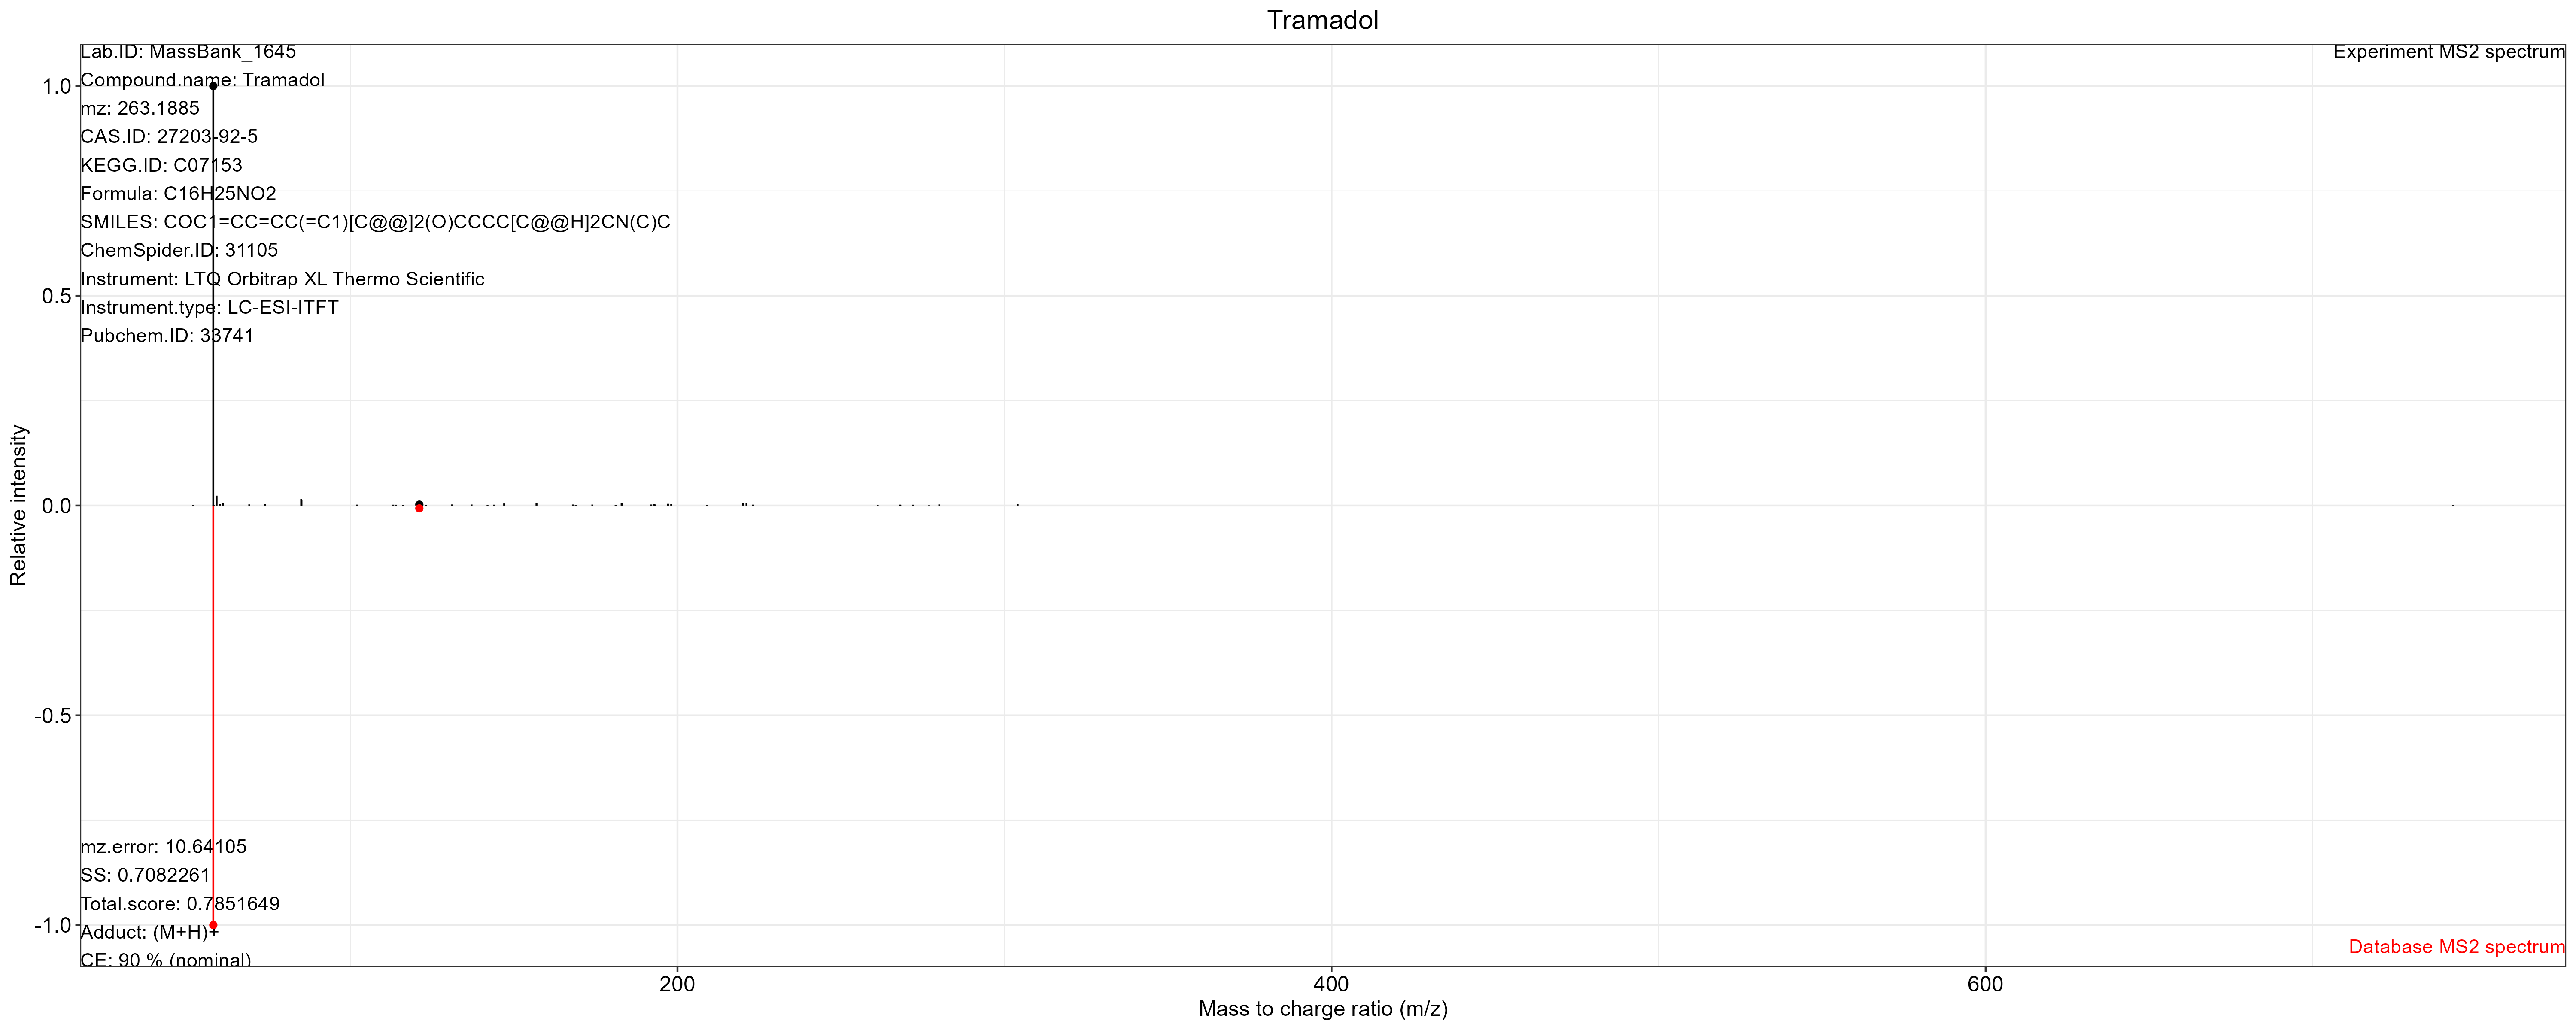 Tramadol
Lab.ID: MassBank_1645
Experiment MS2 spectrum
Compound.name: Tramadol
mz: 263.1885
CAS.ID: 27203-92-5
KEGG.ID: C07153
Formula: C16H25NO2
SMILES: COC1=CC=CC(=C1)[C@@]2(O)CCCC[C@@H]2CN(C)C
ChemSpider.ID: 31105
Instrument: LTQ Orbitrap XL Thermo Scientific
Instrument.type: LC-ESI-ITFT
Pubchem.ID: 33741
1.0
0.5
0.0
-0.5
-1.0
Relative intensity
mz.error: 10.64105
SS: 0.7082261
Total.score: 0.7851649
Adduct: (M+H)+
CE: 90 % (nominal)
Database MS2 spectrum
200
400
600
Mass to charge ratio (m/z)